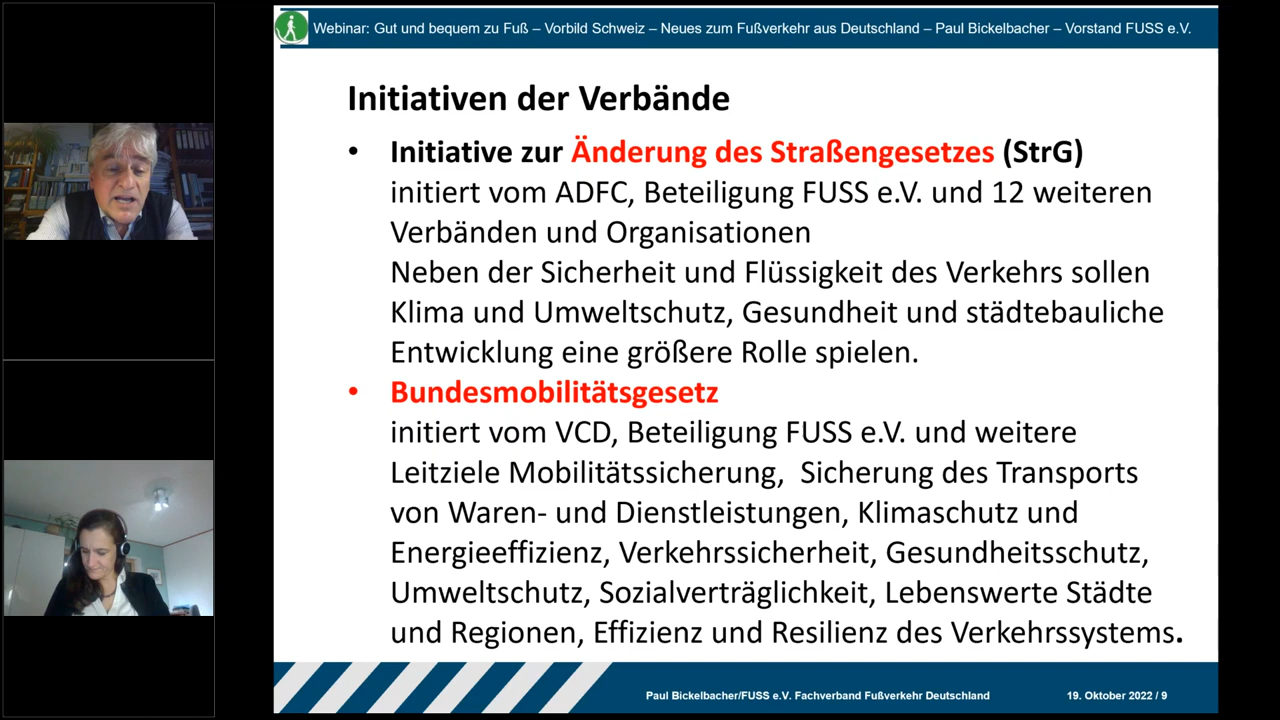 Webinar: Gut und bequem zu Fuß – Vorbild Schweiz – Neues zum Fußverkehr aus Deutschland – Paul Bickelbacher – Vorstand FUSS e.V.
Initiativen der Verbände
• Initiative zur Änderung des Straßengesetzes (StrG)
initiiert vom ADFC, Beteiligung FUSS e.V. und 12 weiteren
Verbänden und Organisationen
Neben der Sicherheit und Flüssigkeit des Verkehrs sollen
Klima und Umweltschutz, Gesundheit und städtebauliche
Entwicklung eine größere Rolle spielen.
• Bundesmobilitätsgesetz
initiert vom VCD, Beteiligung FUSS e.V. und weitere
Leitziele Mobilitätssicherung, Sicherung des Transports
von Waren- und Dienstleistungen, Klimaschutz und
Energieeffizienz, Verkehrssicherheit, Gesundheitsschutz,
Umweltschutz, Sozialverträglichkeit, Lebenswerte Städte
und Regionen, Effizienz und Resilienz des Verkehrssystems.
Paul Bickelbacher/FUSS e.V. Fachverband Fußverkehr Deutschland
19. Oktober 2022 / 9